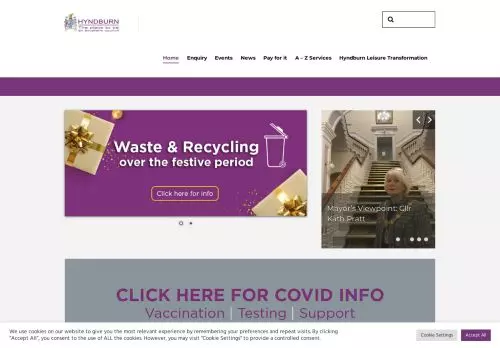 HYNDBURN
The place to be
an excellent council
Home
Enquiry
Events
News
Pay for it
A - Z Services
Hyndburn Leisure Transformation
Waste & Recycling
over the festive period
Click here for info
Mayor's Viewpoint: Cllr
Kath Pratt
CLICK HERE FOR COVID INFO
Vaccination | Testing | Support
We use cookies on our website to give you the most relevant experience by remembering your preferences and repeat visits. By clicking
"Accept All", you consent to the use of ALL the cookies. However, you may visit "Cookie Settings" to provide a controlled consent.
Cookie Settings
Accept All